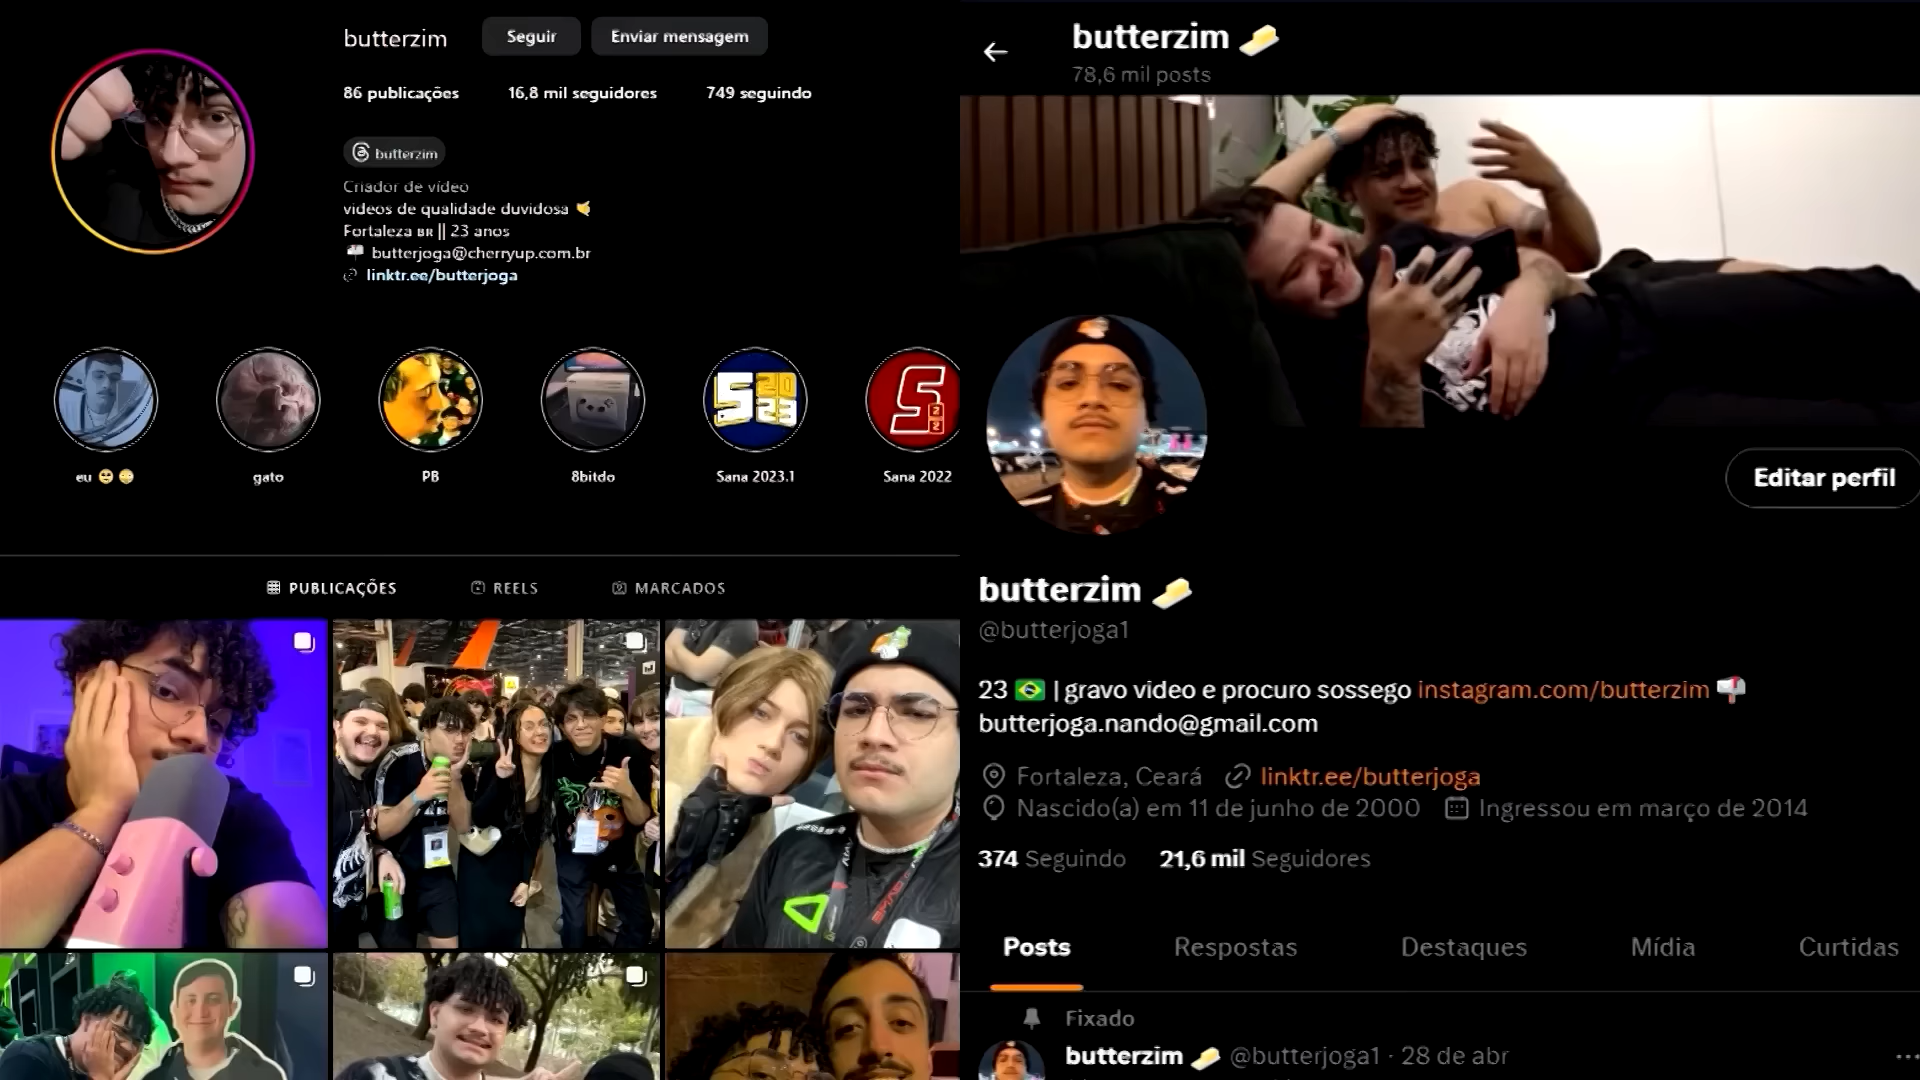 butterzim
Seguir
Enviar mensagem
86 publicações
16,8 mil seguidores
749 seguindo
butterzim
Criador de vídeo
videos de qualidade duvidosa 🤙
Fortaleza BR || 23 anos
📬 butterjoga@cherryup.com.br
linktr.ee/butterjoga
eu
gato
PB
8bitdo
Sana 2023.1
Sana 2022
S
2023
S
22
PUBLICAÇÕES
REELS
MARCADOS
butterzim 🧈
78,6 mil posts
Editar perfil
butterzim 🧈
@butterjoga1
23 🇧🇷 | gravo video e procuro sossego instagram.com/butterzim 📬
butterjoga.nando@gmail.com
Fortaleza, Ceará
linktr.ee/butterjoga
Nascido(a) em 11 de junho de 2000
Ingressou em março de 2014
374 Seguindo
21,6 mil Seguidores
Posts
Respostas
Destaques
Mídia
Curtidas
Fixado
butterzim 🧈 @butterjoga1 · 28 de abr